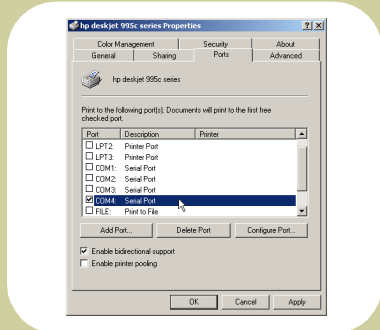 hp deskjet 995c series Properties
Color Management Security About
General Sharing Ports Advanced
hp deskjet 995c series
Print to the following port(s). Documents will print to the first free
checked port.
Port Description Printer
LPT2: Printer Port
LPT3: Printer Port
COM1: Serial Port
COM2: Serial Port
COM3: Serial Port
COM4: Serial Port
FILE: Print to File
Add Port... Delete Port Configure Port...
Enable bidirectional support
Enable printer pooling
OK Cancel Apply